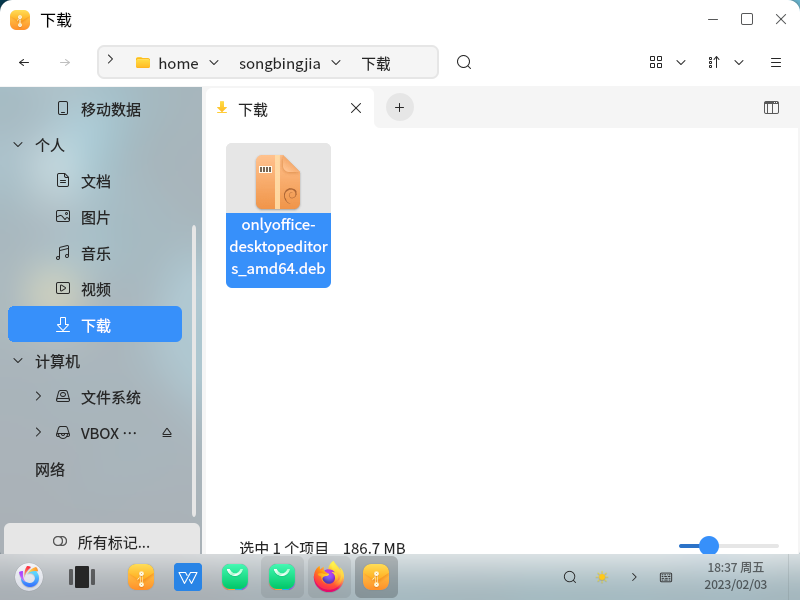 下载
home
songbingjia
下载
移动数据
个人
文档
图片
音乐
视频
下载
计算机
文件系统
VBOX ···
网络
所有标记...
下载
onlyoffice-
desktopeditor
s_amd64.deb
选中 1 个项目 186.7 MB
18:37 周五
2023/02/03